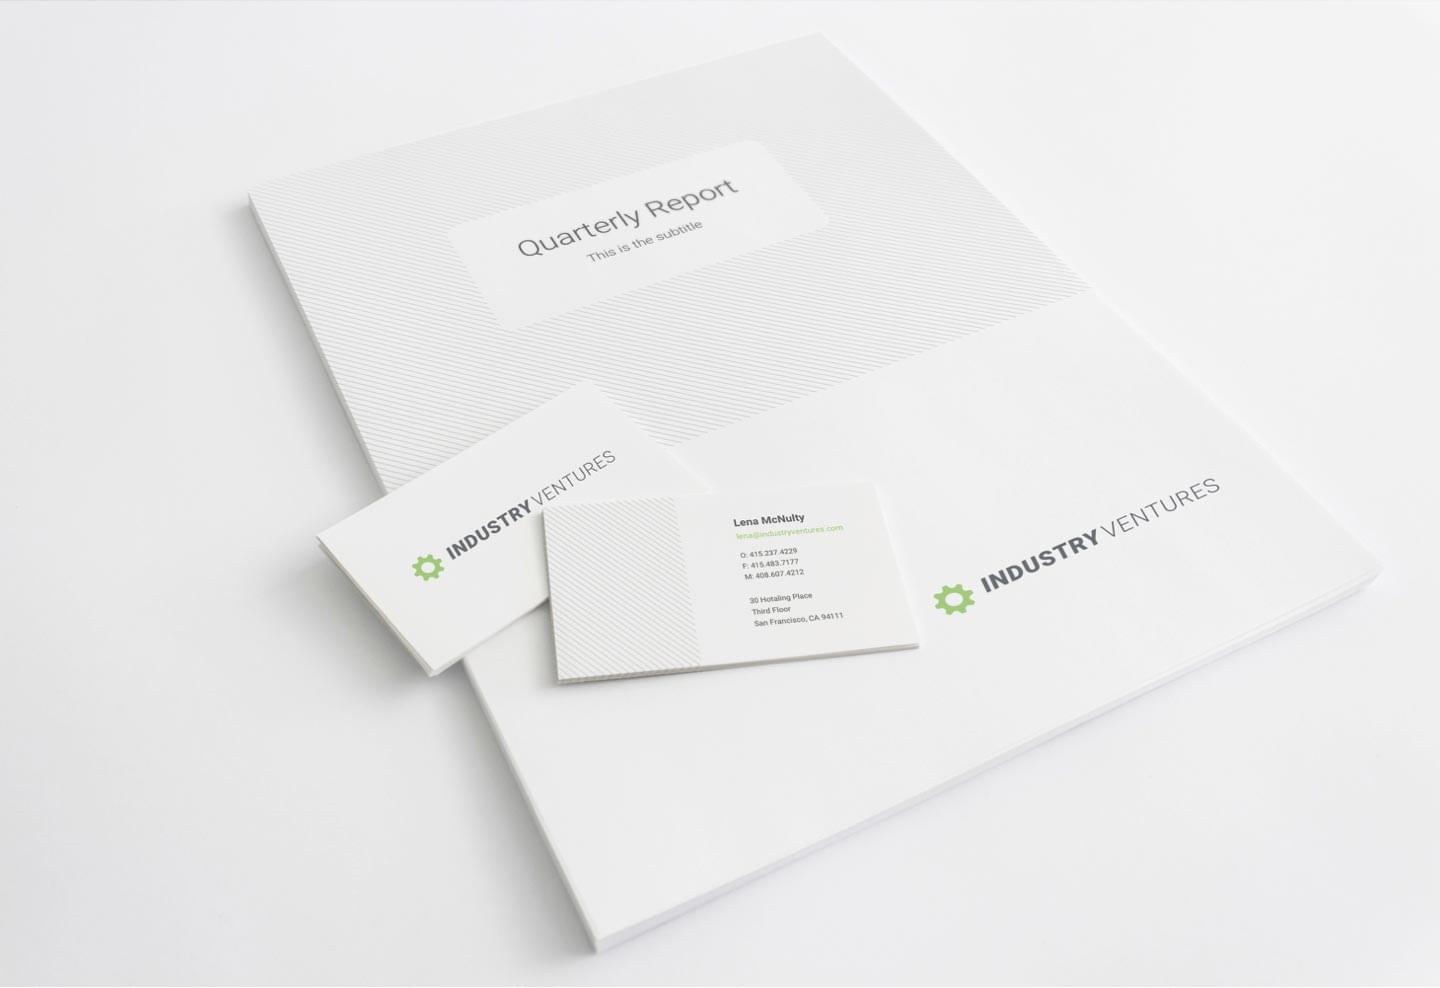 Quarterly Report
This is the subtitle
INDUSTRY VENTURES
Lena McNulty
lena@industryventures.com
O: 415.237.4229
F: 415.483.7177
M: 408.607.4212
30 Hotaling Place
Third Floor
San Francisco, CA 94111
INDUSTRY VENTURES